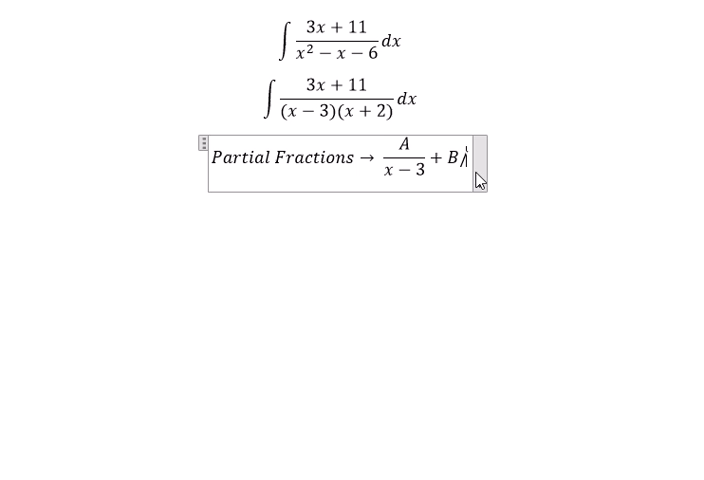 ∫ (3x + 11)/(x² − x − 6) dx
∫ (3x + 11)/((x − 3)(x + 2)) dx
Partial Fractions → A/(x − 3) + B/